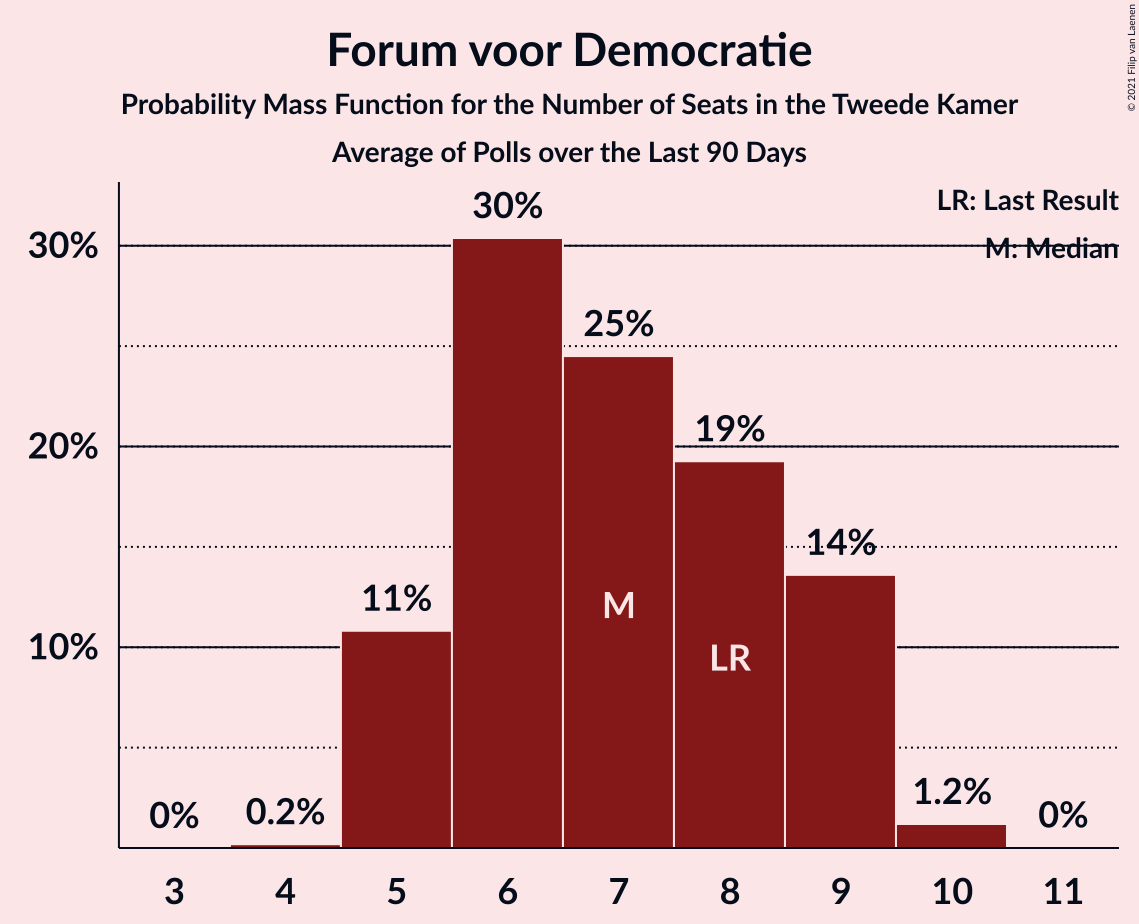 Forum voor Democratie
Probability Mass Function for the Number of Seats in the Tweede Kamer
Average of Polls over the Last 90 Days
© 2021 Filip van Laenen
LR: Last Result
M: Median
30%
20%
10%
0%
0.2%
11%
30%
25%
19%
14%
1.2%
0%
M
LR
3 4 5 6 7 8 9 10 11